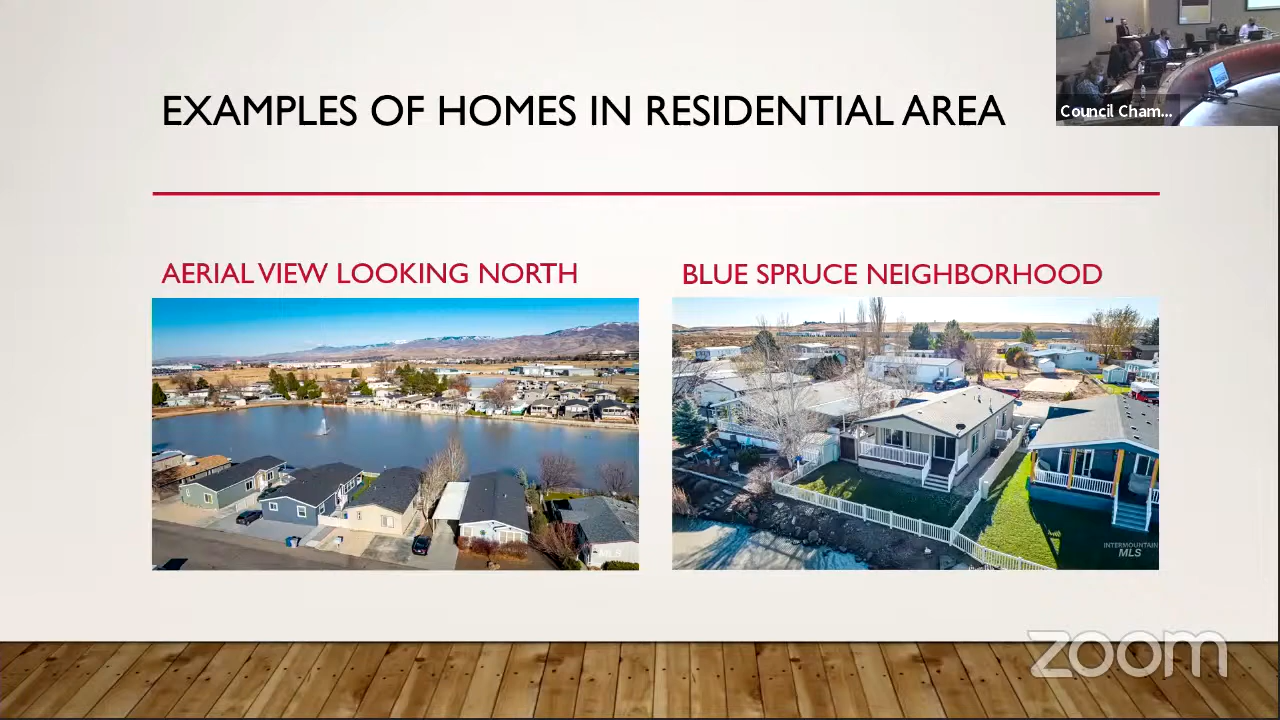 EXAMPLES OF HOMES IN RESIDENTIAL AREA
Council Cham...
AERIAL VIEW LOOKING NORTH
BLUE SPRUCE NEIGHBORHOOD
INTERMOUNTAIN
MLS
zoom